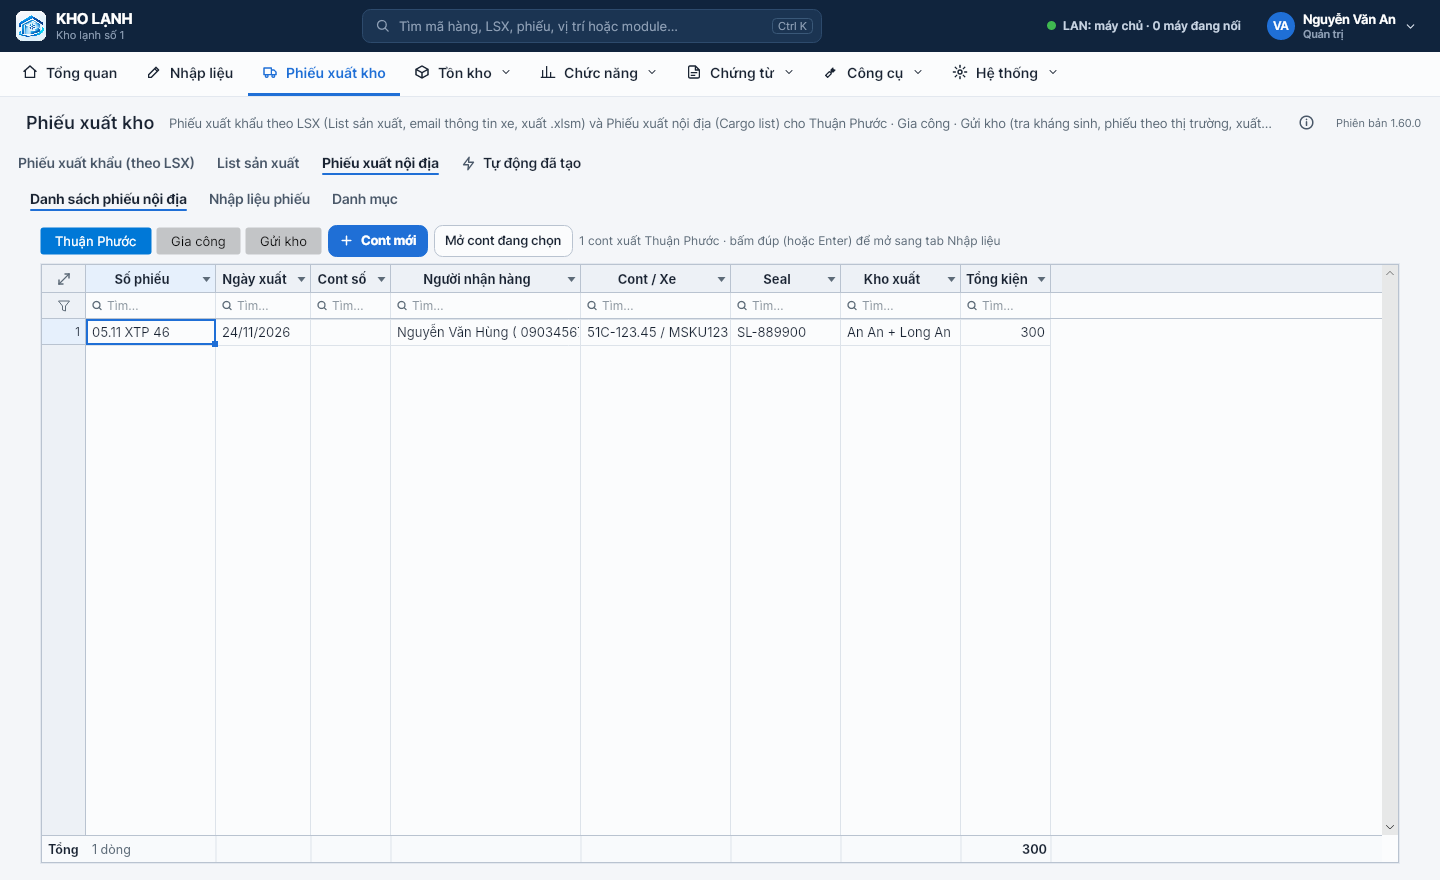 KHO LẠNH
Kho lạnh số 1
Tìm mã hàng, LSX, phiếu, vị trí hoặc module...
Ctrl K
LAN: máy chủ · 0 máy đang nối
VA
Nguyễn Văn An
Quản trị
Tổng quan
Nhập liệu
Phiếu xuất kho
Tồn kho
Chức năng
Chứng từ
Công cụ
Hệ thống
Phiếu xuất kho
Phiếu xuất khẩu theo LSX (List sản xuất, email thông tin xe, xuất .xlsm) và Phiếu xuất nội địa (Cargo list) cho Thuận Phước · Gia công · Gửi kho (tra kháng sinh, phiếu theo thị trường, xuất...
Phiên bản 1.60.0
Phiếu xuất khẩu (theo LSX)
List sản xuất
Phiếu xuất nội địa
Tự động đã tạo
Danh sách phiếu nội địa
Nhập liệu phiếu
Danh mục
Thuận Phước
Gia công
Gửi kho
+ Cont mới
Mở cont đang chọn
1 cont xuất Thuận Phước · bấm đúp (hoặc Enter) để mở sang tab Nhập liệu
Số phiếu
Ngày xuất
Cont số
Người nhận hàng
Cont / Xe
Seal
Kho xuất
Tổng kiện
Tìm...
Tìm...
Tìm...
Tìm...
Tìm...
Tìm...
Tìm...
Tìm...
1
05.11 XTP 46
24/11/2026
Nguyễn Văn Hùng ( 0903456
51C-123.45 / MSKU123
SL-889900
An An + Long An
300
Tổng
1 dòng
300